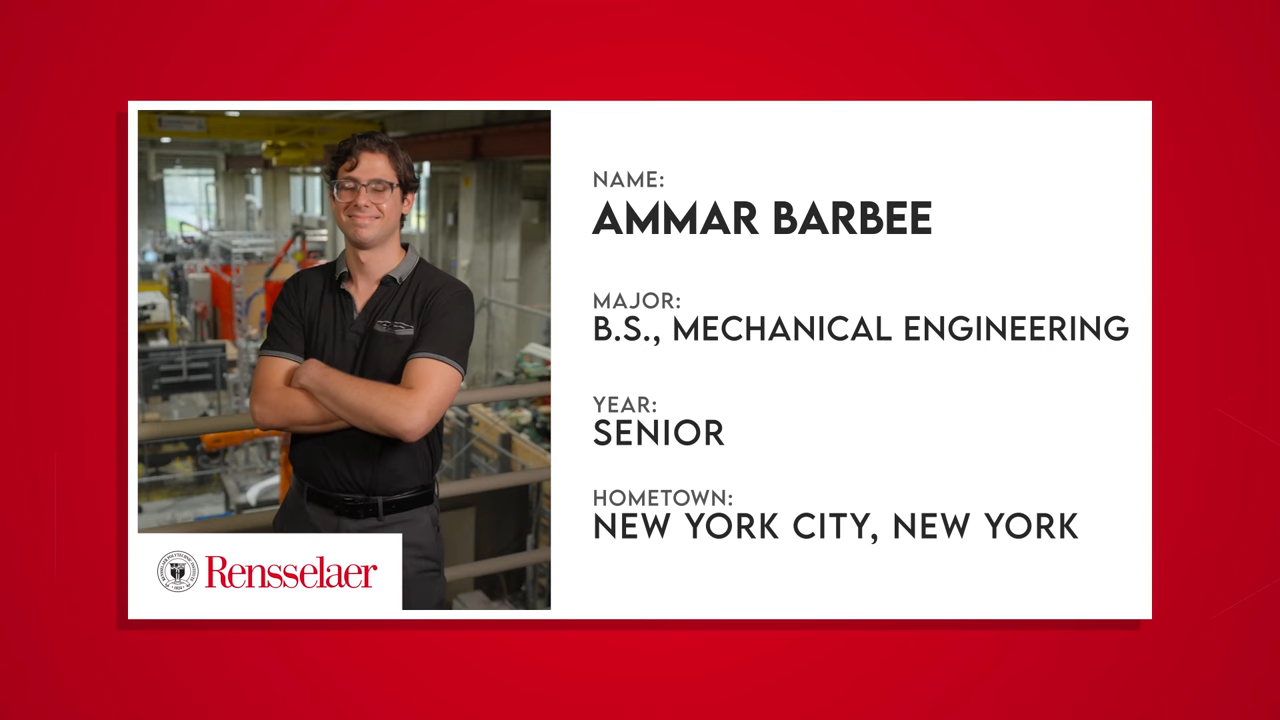 NAME:
AMMAR BARBEE
MAJOR:
B.S., MECHANICAL ENGINEERING
YEAR:
SENIOR
HOMETOWN:
NEW YORK CITY, NEW YORK
Rensselaer